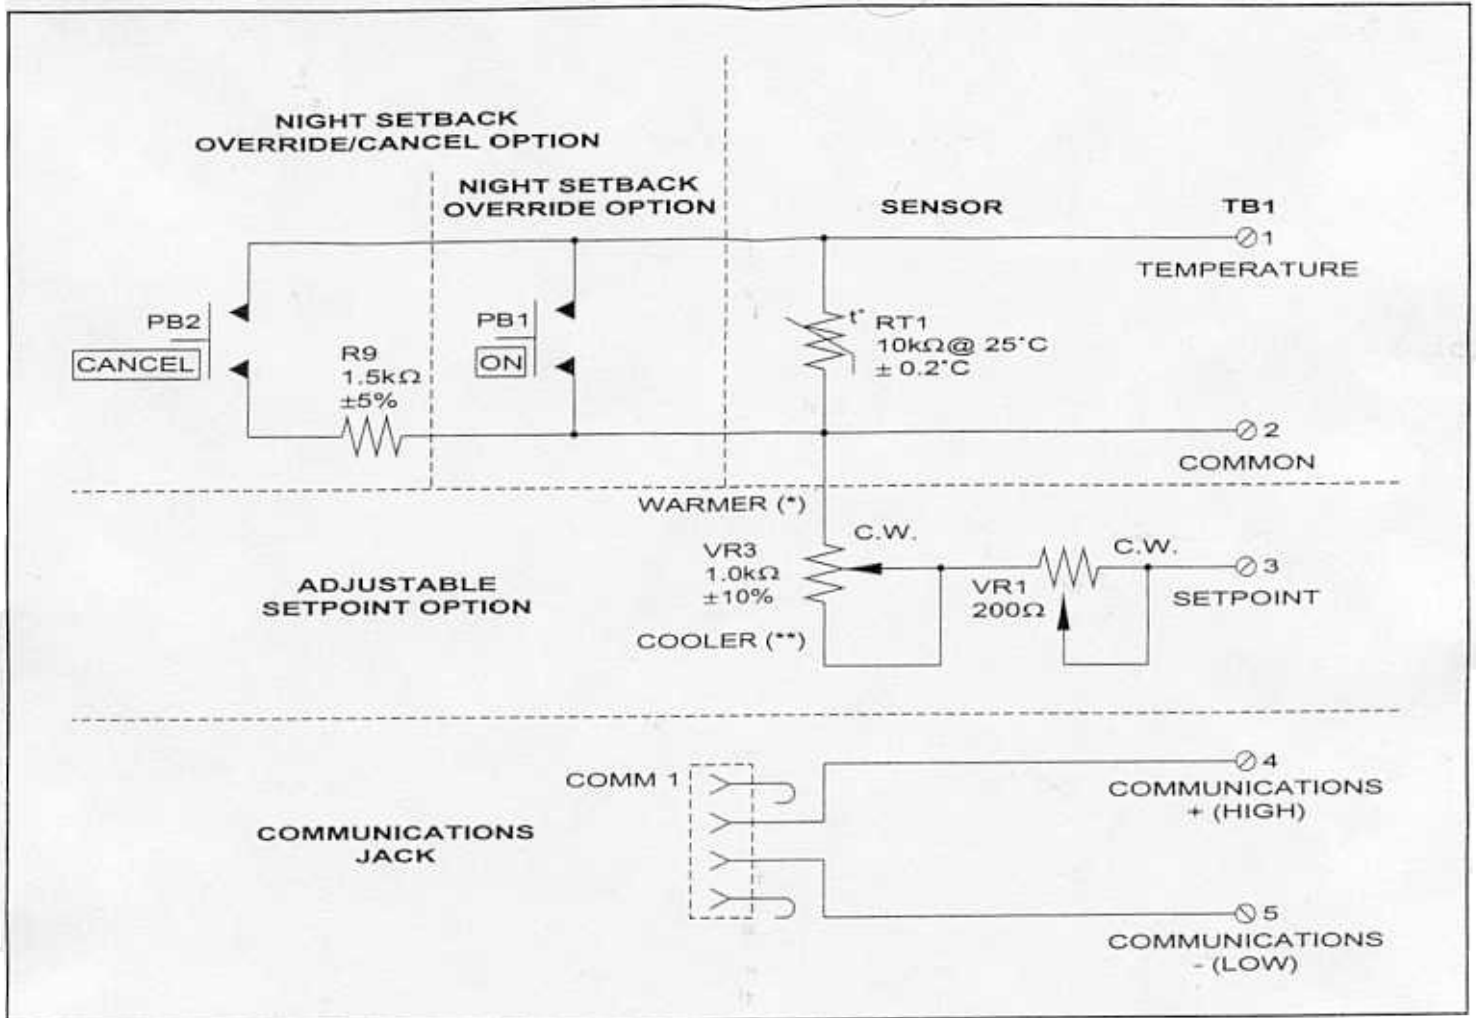 NIGHT SETBACK
OVERRIDE/CANCEL OPTION
NIGHT SETBACK
OVERRIDE OPTION
SENSOR
TB1
1
TEMPERATURE
PB2
CANCEL
R9
1.5kΩ
±5%
PB1
ON
t°
RT1
10kΩ@ 25°C
± 0.2°C
2
COMMON
WARMER (*)
C.W.
VR3
1.0kΩ
±10%
COOLER (**)
C.W.
VR1
200Ω
3
SETPOINT
ADJUSTABLE
SETPOINT OPTION
COMM 1
4
COMMUNICATIONS
+ (HIGH)
COMMUNICATIONS
JACK
5
COMMUNICATIONS
- (LOW)